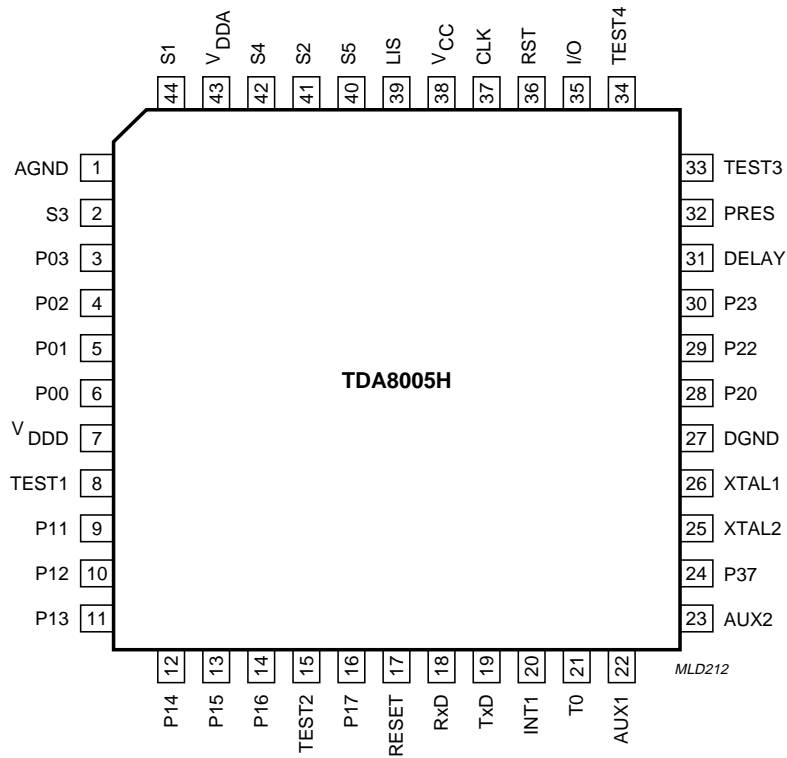 S1 VDDA S4 S2 S5 LIS VCC CLK RST I/O TEST4
44 43 42 41 40 39 38 37 36 35 34
AGND 1
S3 2
P03 3
P02 4
P01 5
P00 6
VDDD 7
TEST1 8
P11 9
P12 10
P13 11
TDA8005H
33 TEST3
32 PRES
31 DELAY
30 P23
29 P22
28 P20
27 DGND
26 XTAL1
25 XTAL2
24 P37
23 AUX2
12 13 14 15 16 17 18 19 20 21 22
P14 P15 P16 TEST2 P17 RESET RxD TxD INT1 T0 AUX1
MLD212